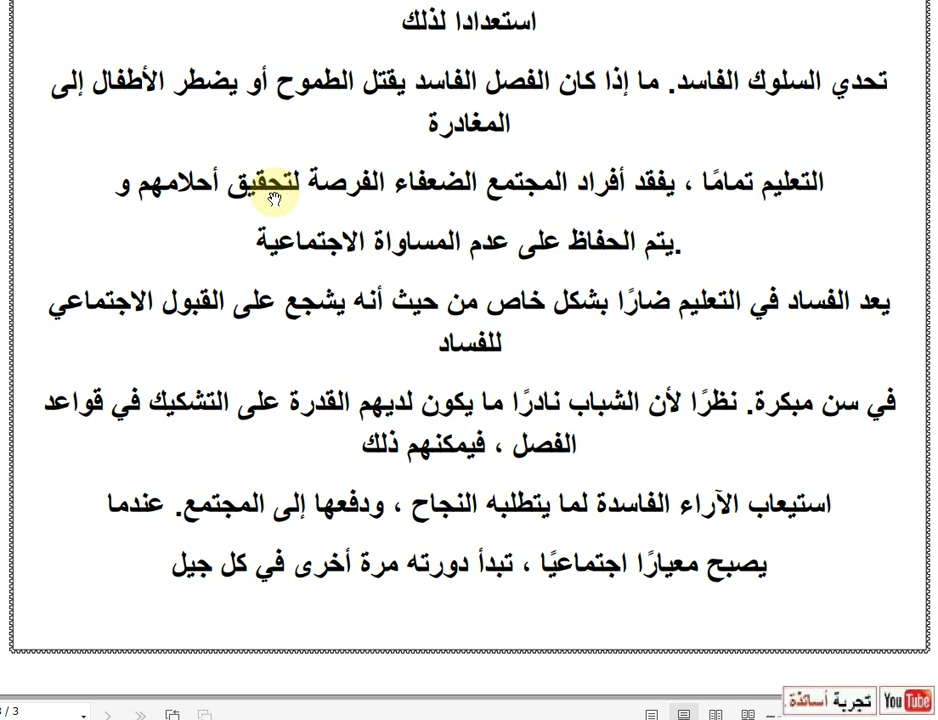 استعدادا لذلك
تحدي السلوك الفاسد. ما إذا كان الفصل الفاسد يقتل الطموح أو يضطر الأطفال إلى
المغادرة
التعليم تمامًا ، يفقد أفراد المجتمع الضعفاء الفرصة لتحقيق أحلامهم و
.يتم الحفاظ على عدم المساواة الاجتماعية
يعد الفساد في التعليم ضارًا بشكل خاص من حيث أنه يشجع على القبول الاجتماعي
للفساد
في سن مبكرة. نظرًا لأن الشباب نادرًا ما يكون لديهم القدرة على التشكيك في قواعد
الفصل ، فيمكنهم ذلك
استيعاب الآراء الفاسدة لما يتطلبه النجاح ، ودفعها إلى المجتمع. عندما
يصبح معيارًا اجتماعيًا ، تبدأ دورته مرة أخرى في كل جيل
/ 3
تجربة أساتذة. YouTube